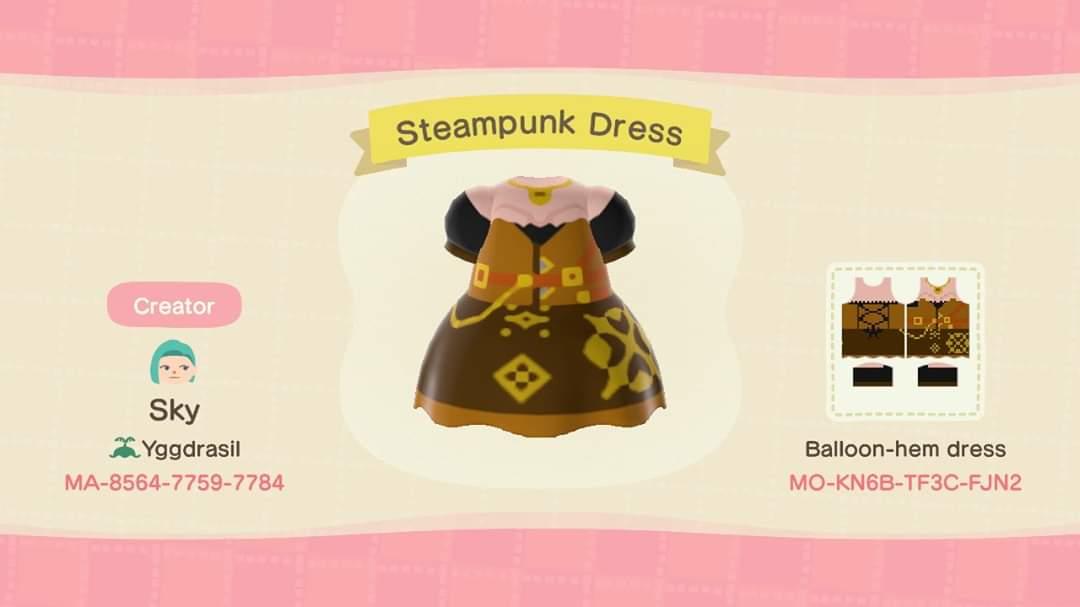 Steampunk Dress
Creator
Sky
Yggdrasil
MA-8564-7759-7784
Balloon-hem dress
MO-KN6B-TF3C-FJN2